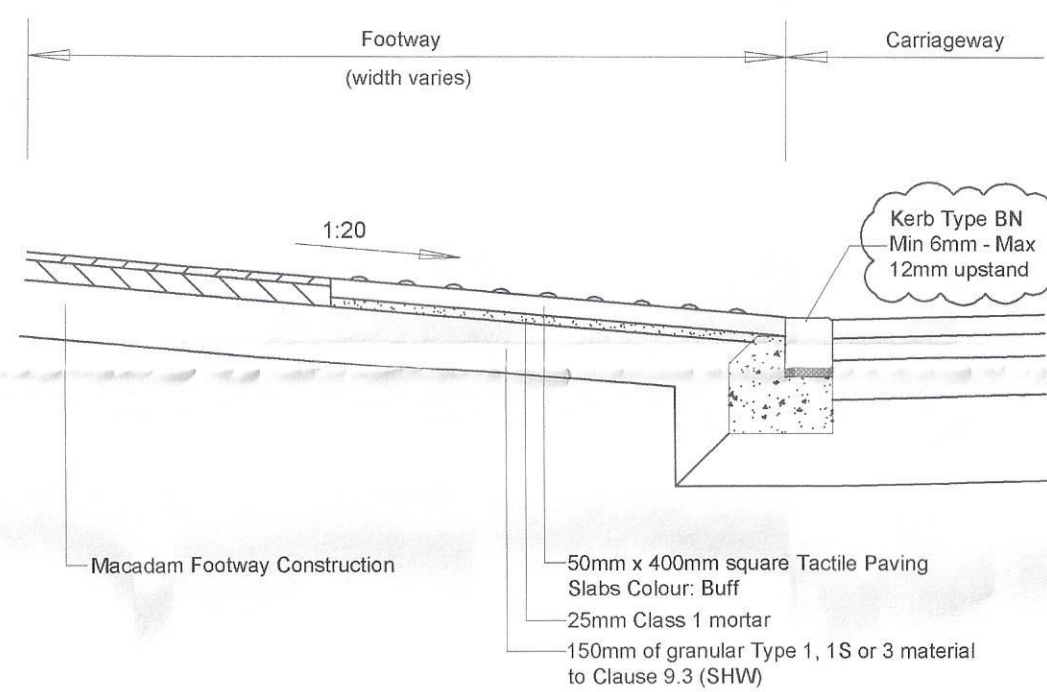 Footway
(width varies)
Carriageway
Kerb Type BN
Min 6mm - Max
12mm upstand
1:20
Macadam Footway Construction
50mm x 400mm square Tactile Paving
Slabs Colour: Buff
25mm Class 1 mortar
150mm of granular Type 1, 1S or 3 material
to Clause 9.3 (SHW)